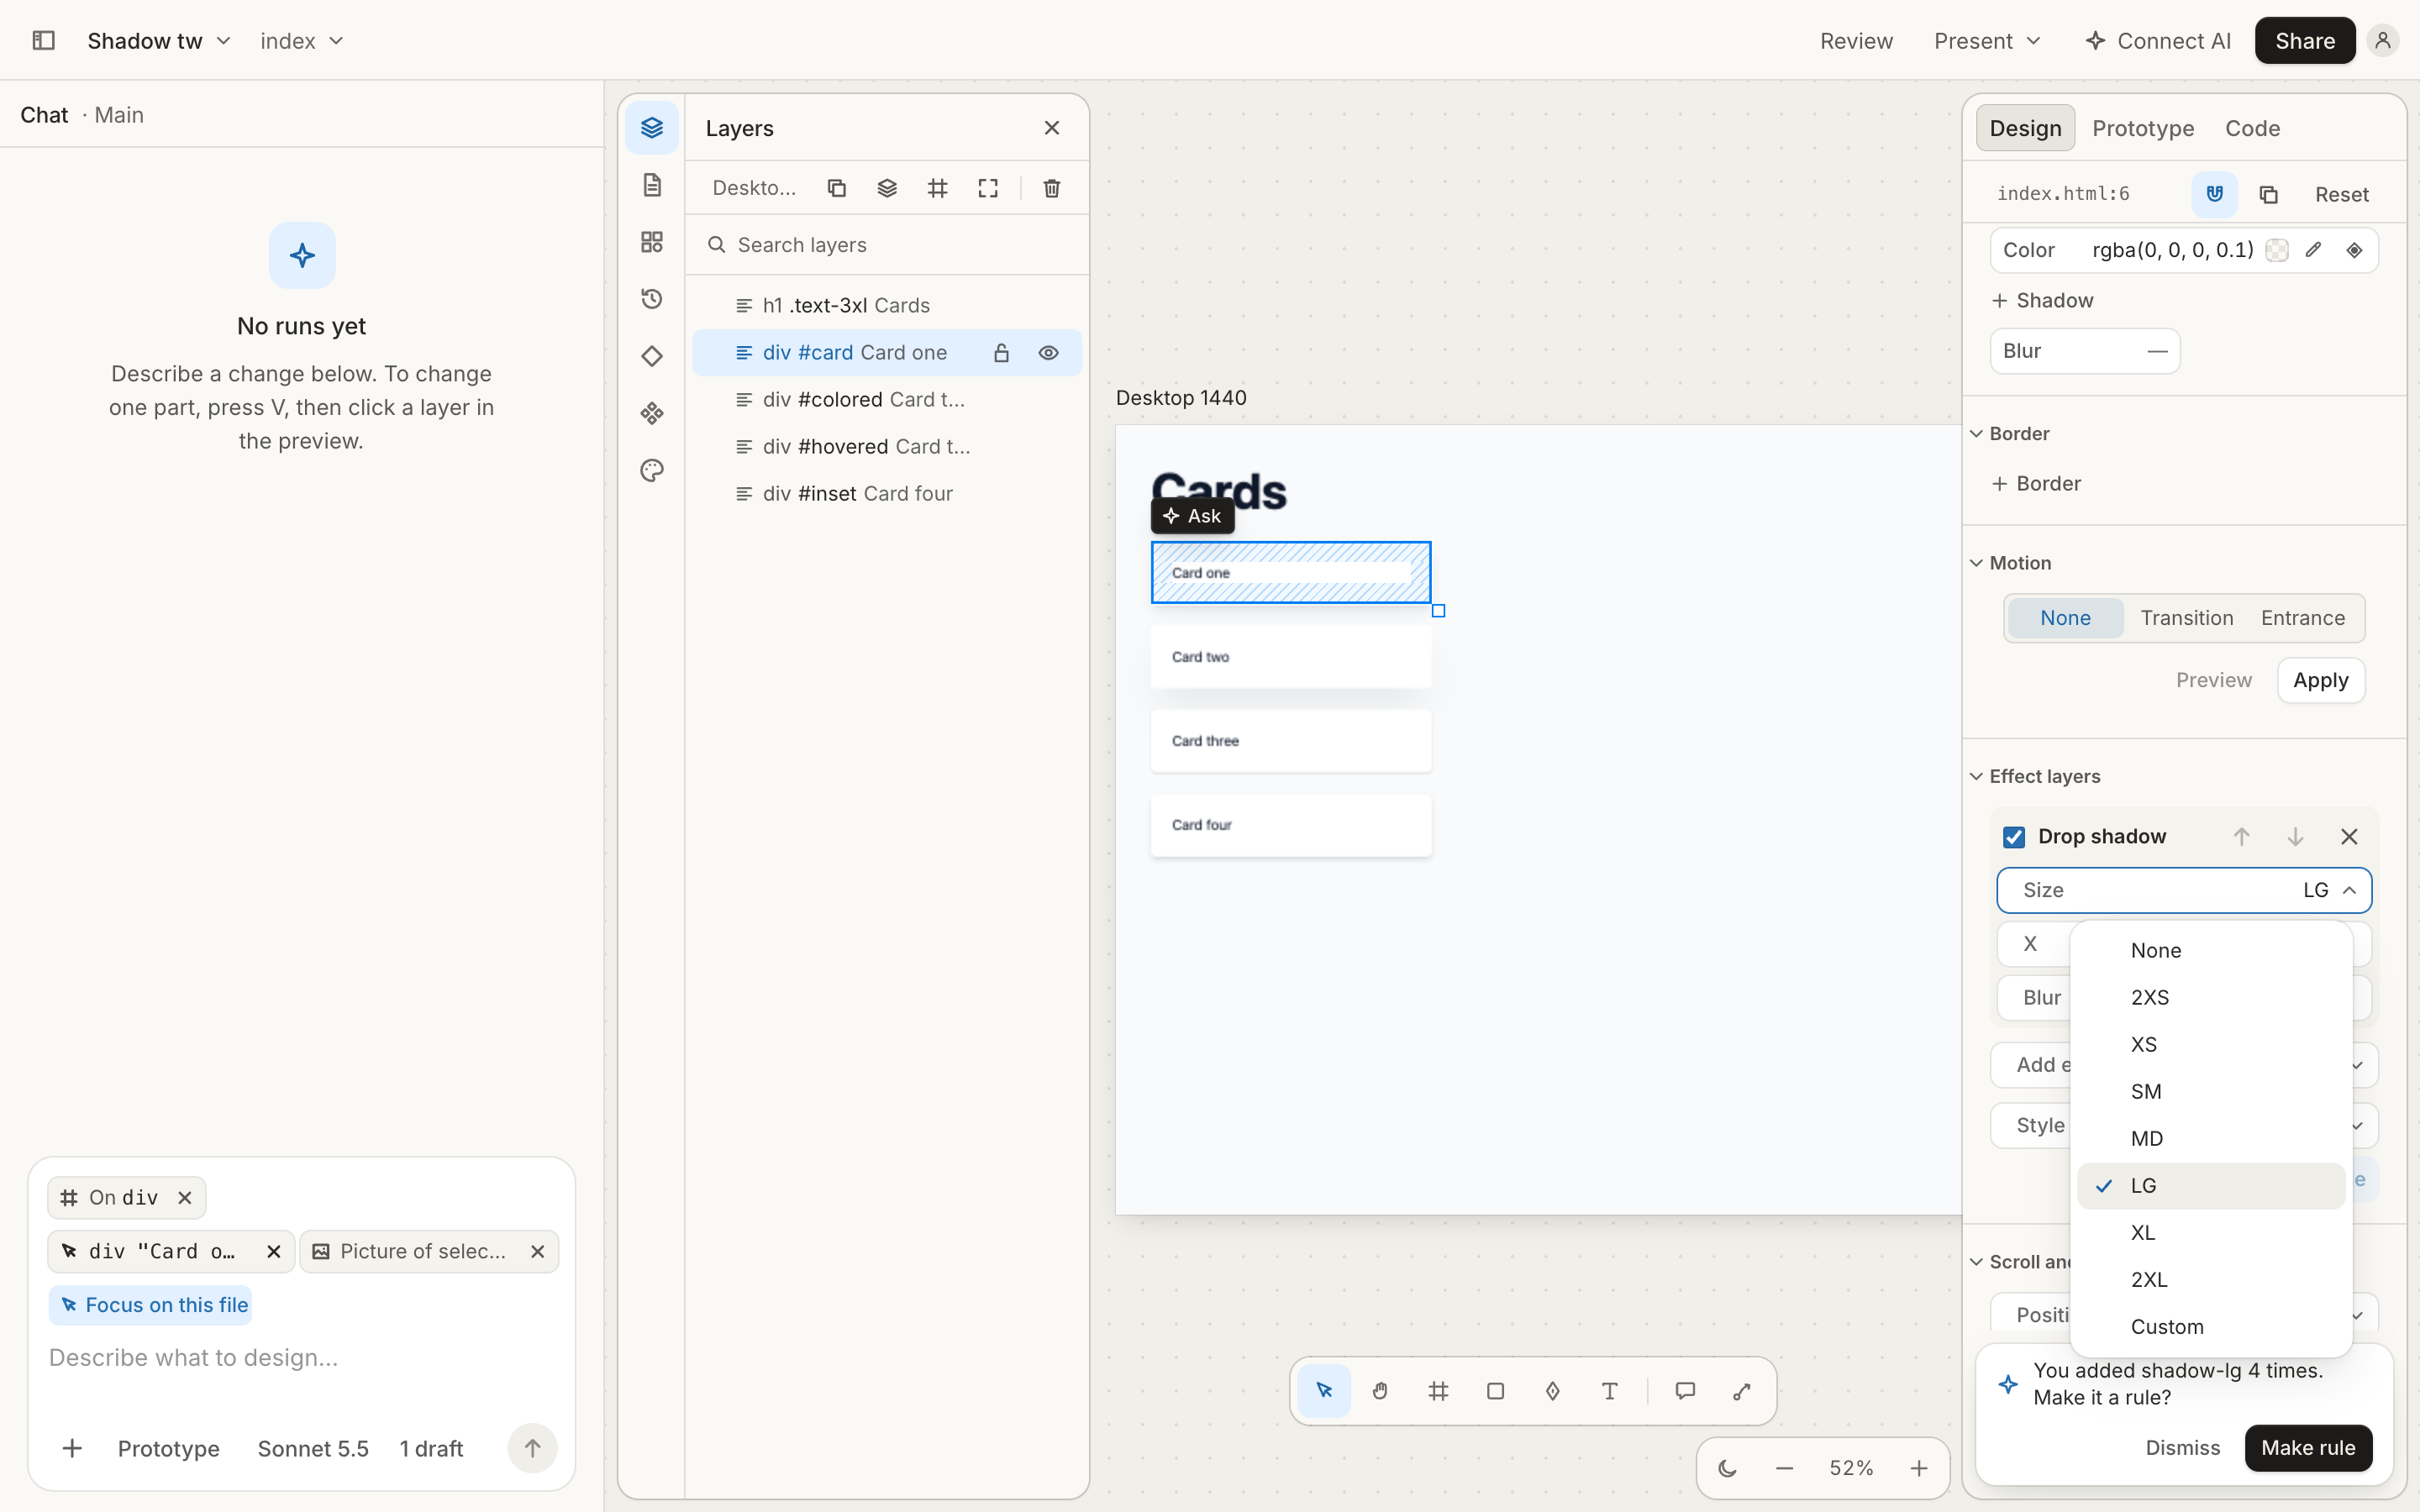 Shadow tw
index
Review
Present
Connect AI
Share
Chat · Main
No runs yet
Describe a change below. To change
one part, press V, then click a layer in
the preview.
On div
div "Card o…
Picture of selec…
Focus on this file
Describe what to design…
Prototype
Sonnet 5.5
1 draft
Layers
Deskto…
Search layers
h1 .text-3xl Cards
div #card Card one
div #colored Card t…
div #hovered Card t…
div #inset Card four
Desktop 1440
Cards
Ask
Card one
Card two
Card three
Card four
52%
Design
Prototype
Code
index.html:6
Reset
Color rgba(0, 0, 0, 0.1)
Shadow
Blur —
Border
Border
Motion
None
Transition
Entrance
Preview
Apply
Effect layers
Drop shadow
Size LG
X
Blur
Add e
Style
None
2XS
XS
SM
MD
LG
XL
2XL
Custom
Scroll and
Positi
You added shadow-lg 4 times.
Make it a rule?
Dismiss
Make rule